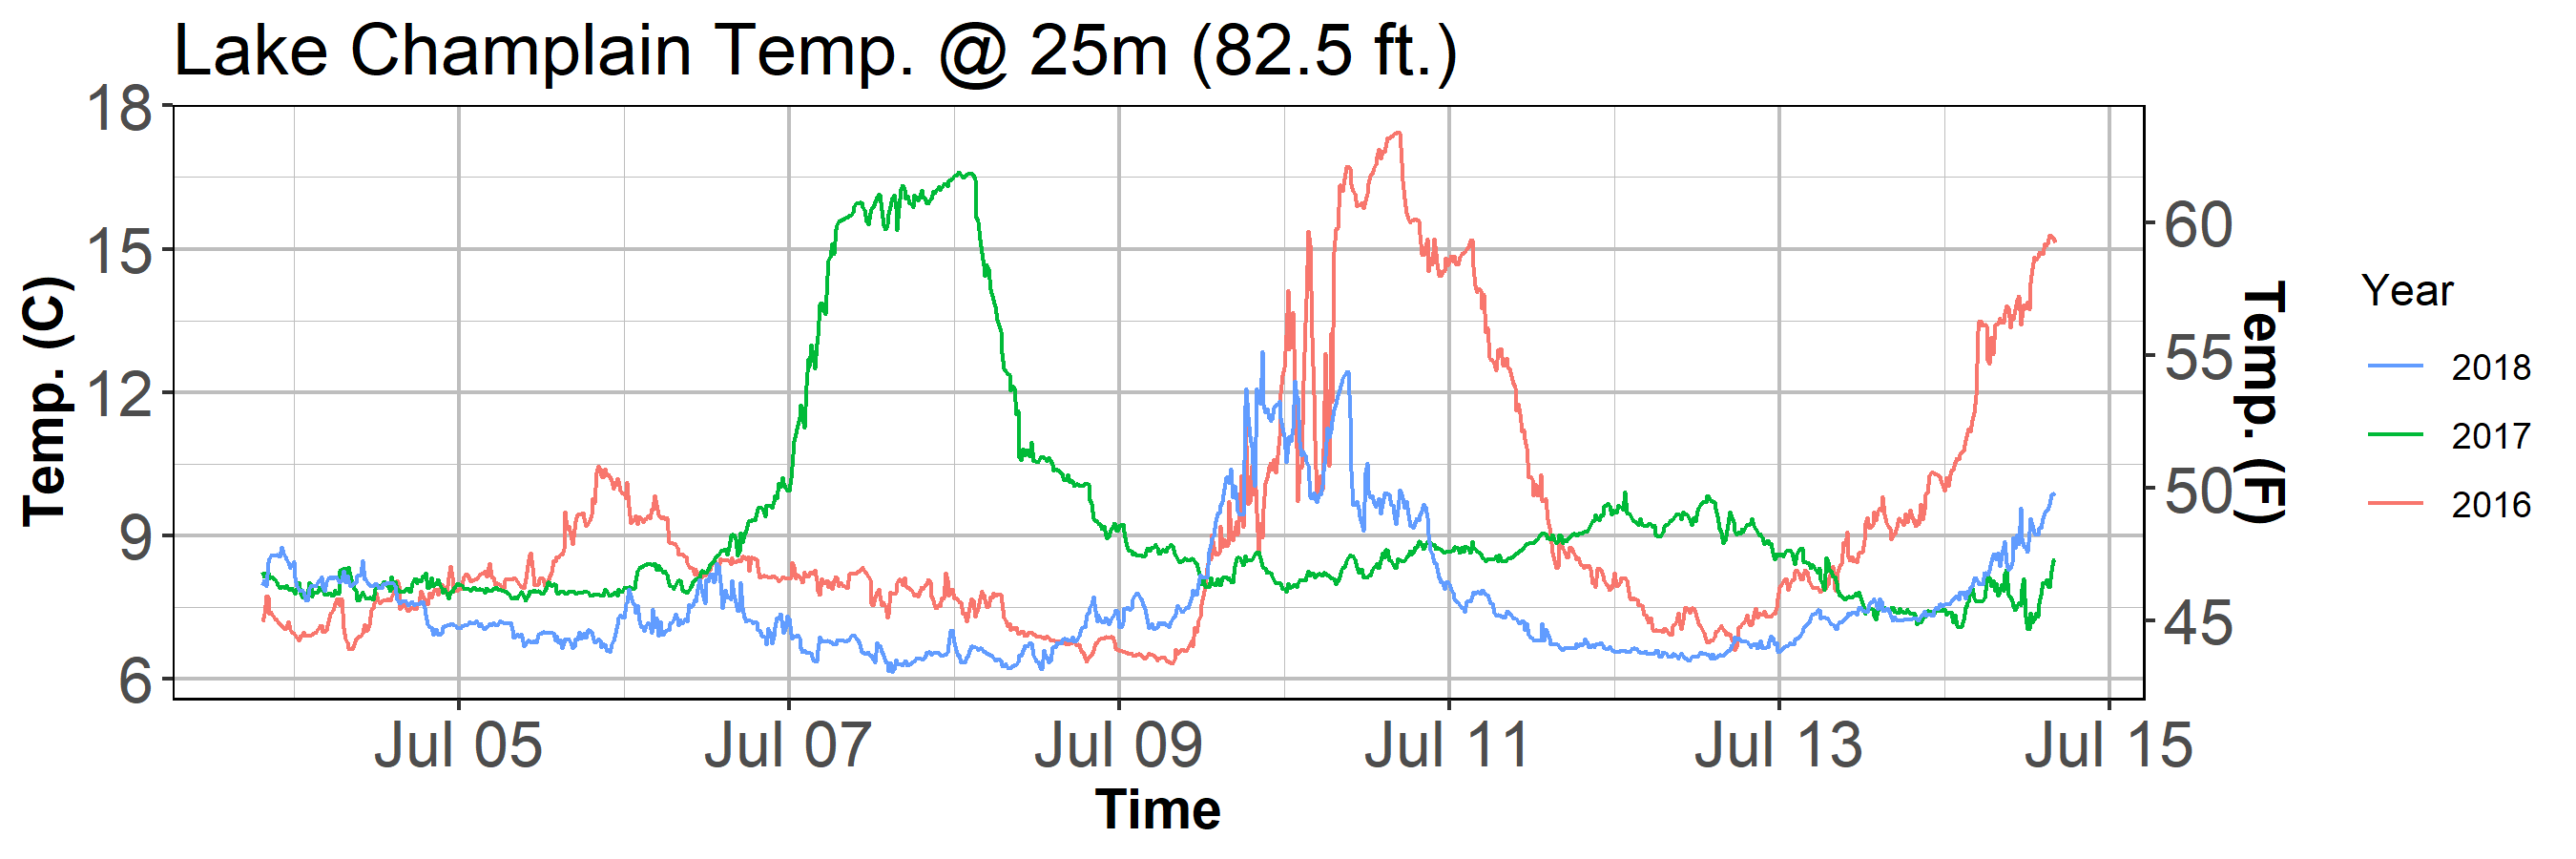 Lake Champlain Temp. @ 25m (82.5 ft.)
18
15
12
9
6
Temp. (C)
60
55
50
45
Temp. (F)
Jul 05
Jul 07
Jul 09
Jul 11
Jul 13
Jul 15
Time
Year
2018
2017
2016